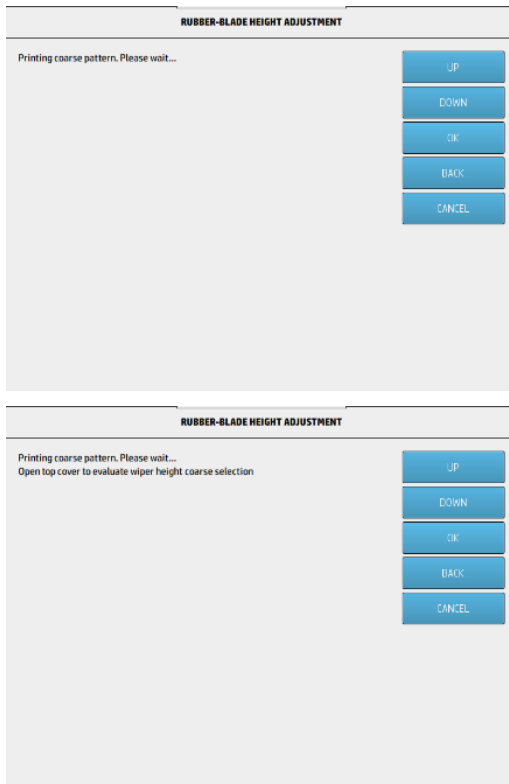 RUBBER-BLADE HEIGHT ADJUSTMENT
Printing coarse pattern. Please wait...
UP
DOWN
OK
BACK
CANCEL
RUBBER-BLADE HEIGHT ADJUSTMENT
Printing coarse pattern. Please wait...
Open top cover to evaluate wiper height coarse selection
UP
DOWN
OK
BACK
CANCEL